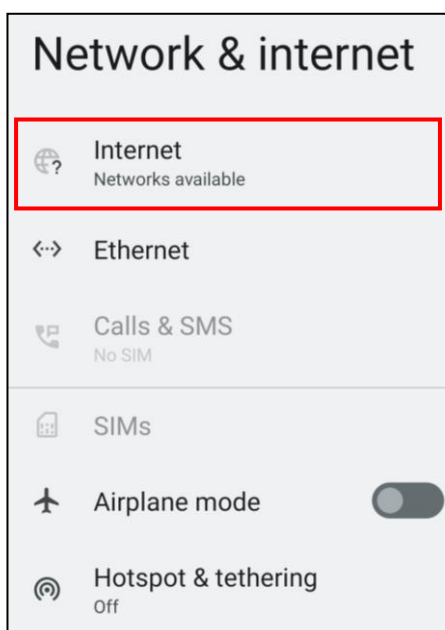 Network & internet
Internet
Networks available
Ethernet
Calls & SMS
No SIM
SIMs
Airplane mode
Hotspot & tethering
Off